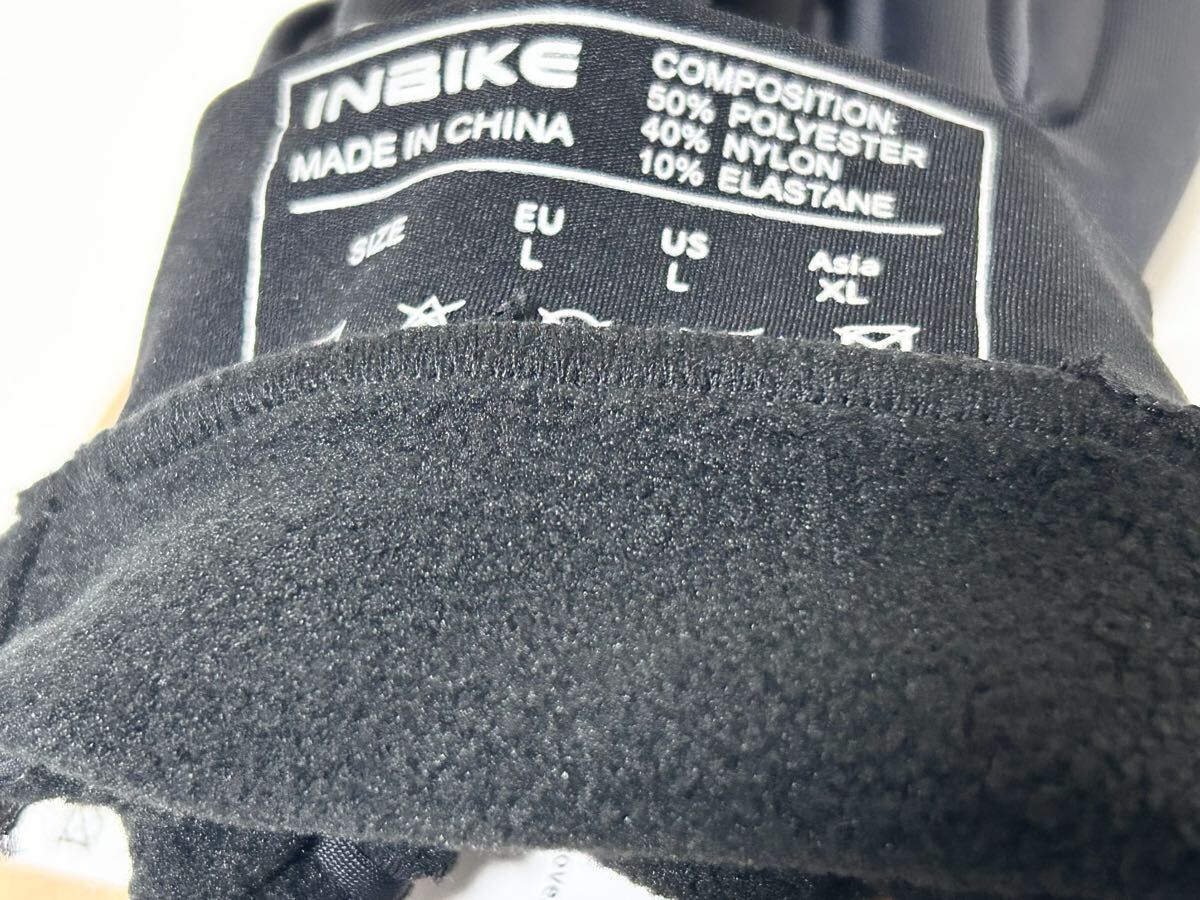 INBIKE
MADE IN CHINA
COMPOSITION:
50% POLYESTER
40% NYLON
10% ELASTANE
SIZE
EU
L
US
L
Asia
XL